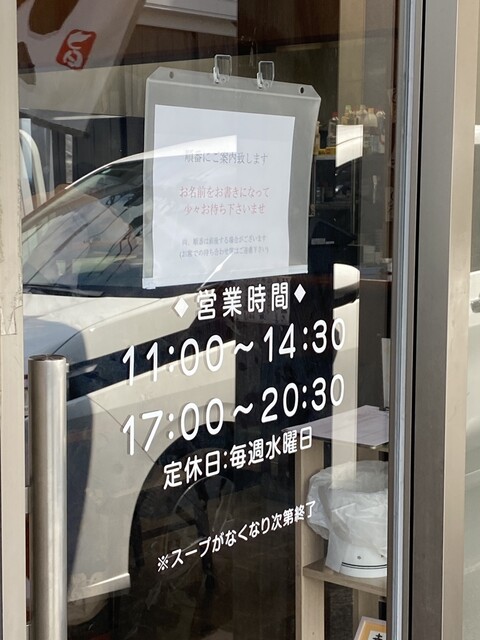 順番にご案内致します
お名前をお書きになって
少々お待ち下さいませ
◆営業時間◆
11:00～14:30
17:00～20:30
定休日:毎週水曜日
※スープがなくなり次第終了